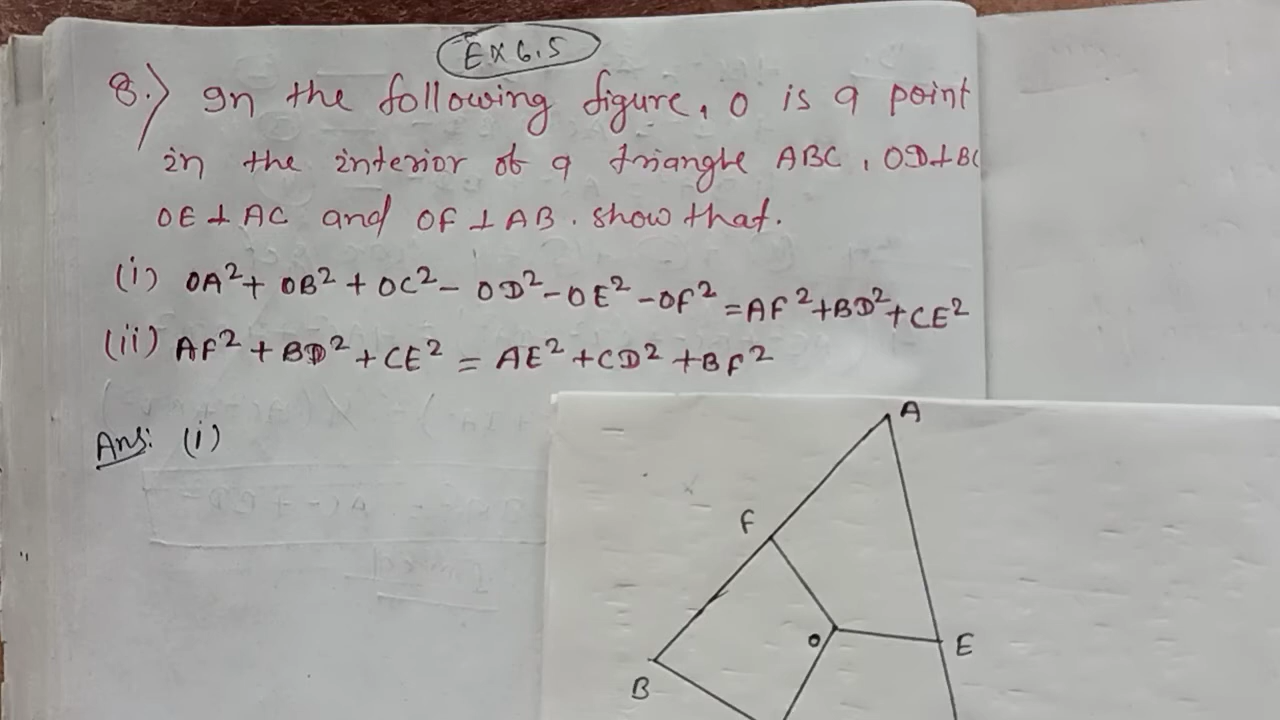 EX 6.5
8.) In the following figure, O is a point
in the interior of a triangle ABC, OD⊥BC
OE ⊥ AC and OF ⊥ AB. show that.
(i) OA² + OB² + OC² - OD² - OE² - OF² = AF² + BD² + CE²
(ii) AF² + BD² + CE² = AE² + CD² + BF²
Ans: (i)
A
F
O
E
B